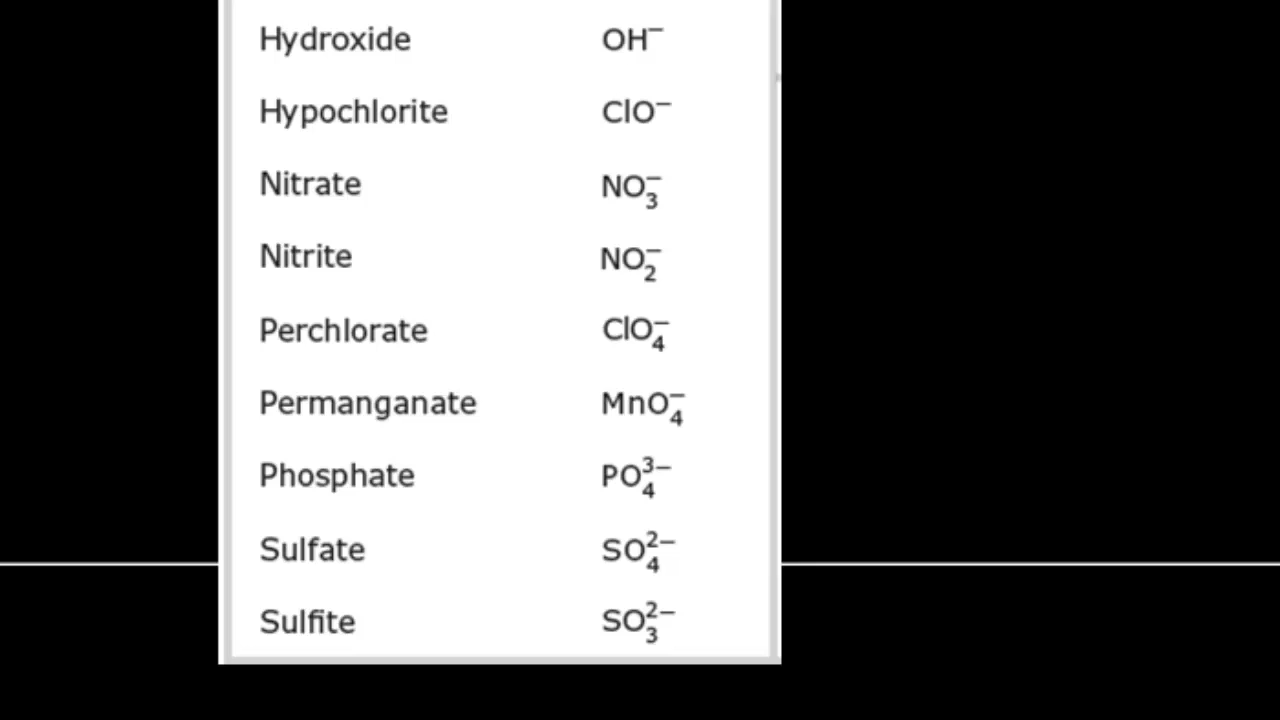 Hydroxide OH⁻
Hypochlorite ClO⁻
Nitrate NO₃⁻
Nitrite NO₂⁻
Perchlorate ClO₄⁻
Permanganate MnO₄⁻
Phosphate PO₄³⁻
Sulfate SO₄²⁻
Sulfite SO₃²⁻